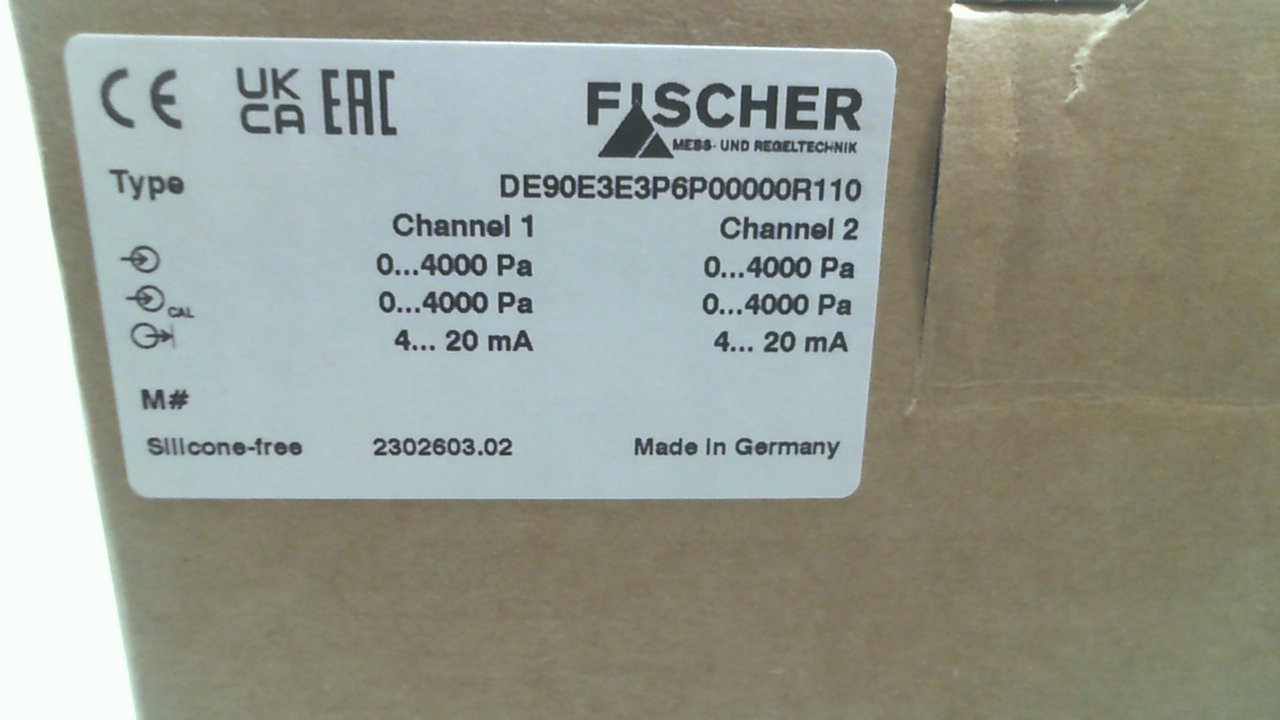 CE UK CA EAC
FISCHER
MESS- UND REGELTECHNIK
Type DE90E3E3P6P00000R110
Channel 1 Channel 2
0...4000 Pa 0...4000 Pa
CAL 0...4000 Pa 0...4000 Pa
4... 20 mA 4... 20 mA
M#
Silicone-free 2302603.02 Made in Germany